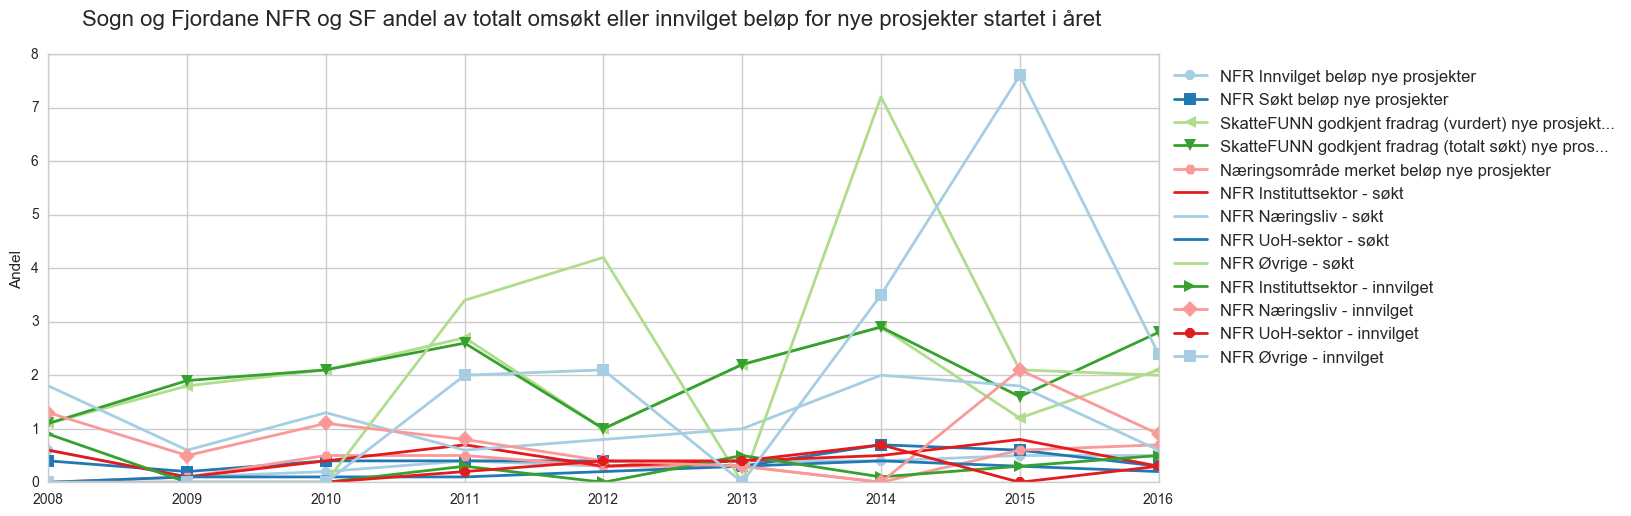 Sogn og Fjordane NFR og SF andel av totalt omsøkt eller innvilget beløp for nye prosjekter startet i året
8
7
6
5
4
3
2
1
0
Andel
2008 2009 2010 2011 2012 2013 2014 2015 2016
NFR Innvilget beløp nye prosjekter
NFR Søkt beløp nye prosjekter
SkatteFUNN godkjent fradrag (vurdert) nye prosjekt...
SkatteFUNN godkjent fradrag (totalt søkt) nye pros...
Næringsområde merket beløp nye prosjekter
NFR Instituttsektor - søkt
NFR Næringsliv - søkt
NFR UoH-sektor - søkt
NFR Øvrige - søkt
NFR Instituttsektor - innvilget
NFR Næringsliv - innvilget
NFR UoH-sektor - innvilget
NFR Øvrige - innvilget